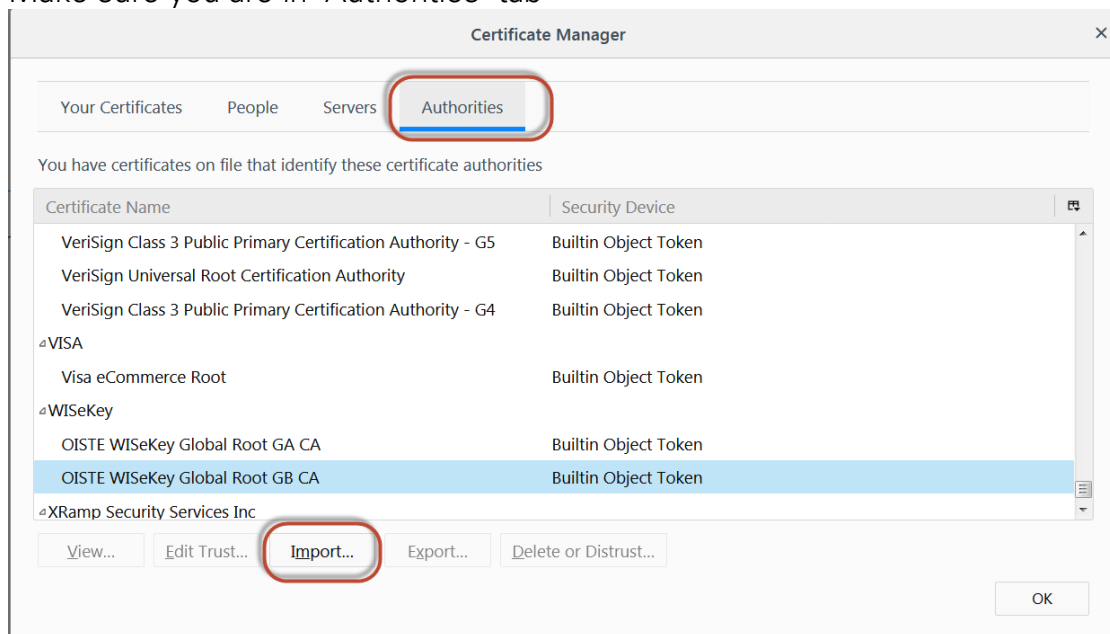 Make sure you are in "Authorities" tab
Certificate Manager
Your Certificates People Servers Authorities
You have certificates on file that identify these certificate authorities
Certificate Name Security Device
VeriSign Class 3 Public Primary Certification Authority - G5 Builtin Object Token
VeriSign Universal Root Certification Authority Builtin Object Token
VeriSign Class 3 Public Primary Certification Authority - G4 Builtin Object Token
VISA
Visa eCommerce Root Builtin Object Token
WISeKey
OISTE WISeKey Global Root GA CA Builtin Object Token
OISTE WISeKey Global Root GB CA Builtin Object Token
XRamp Security Services Inc
View... Edit Trust... Import... Export... Delete or Distrust...
OK